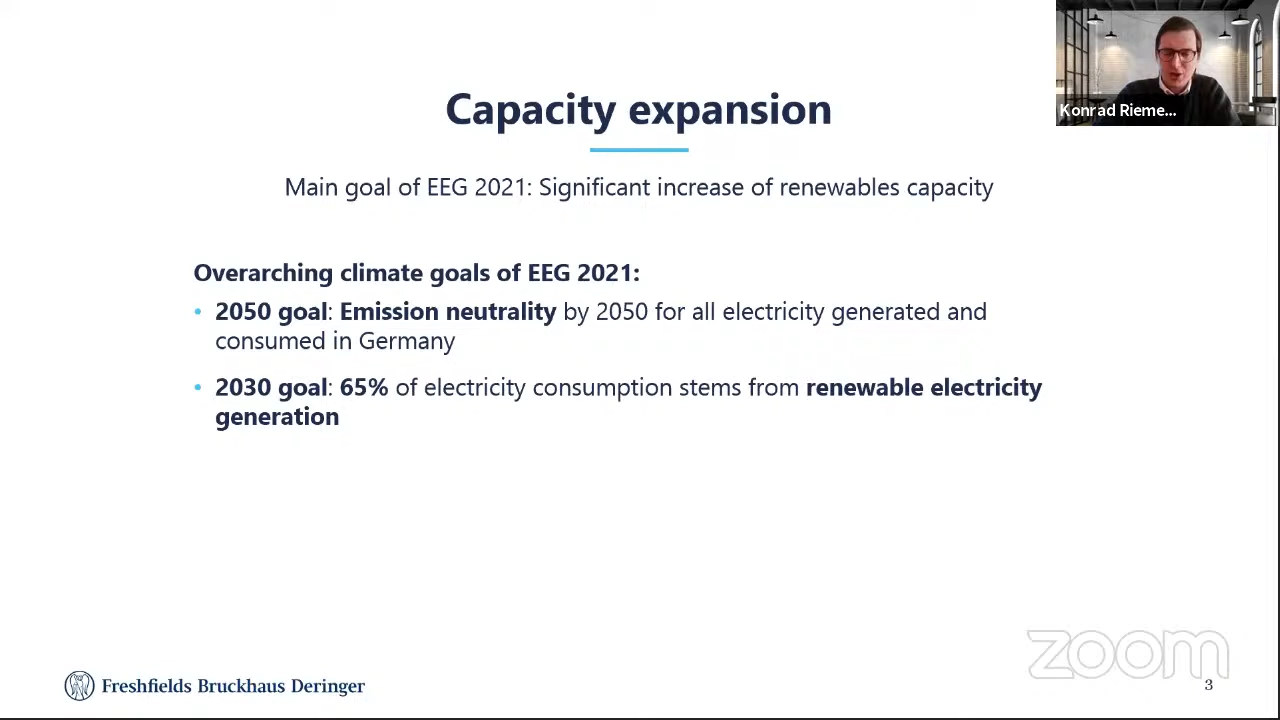 Capacity expansion
Konrad Rieme...
Main goal of EEG 2021: Significant increase of renewables capacity
Overarching climate goals of EEG 2021:
• 2050 goal: Emission neutrality by 2050 for all electricity generated and
consumed in Germany
• 2030 goal: 65% of electricity consumption stems from renewable electricity
generation
zoom
Freshfields Bruckhaus Deringer
3